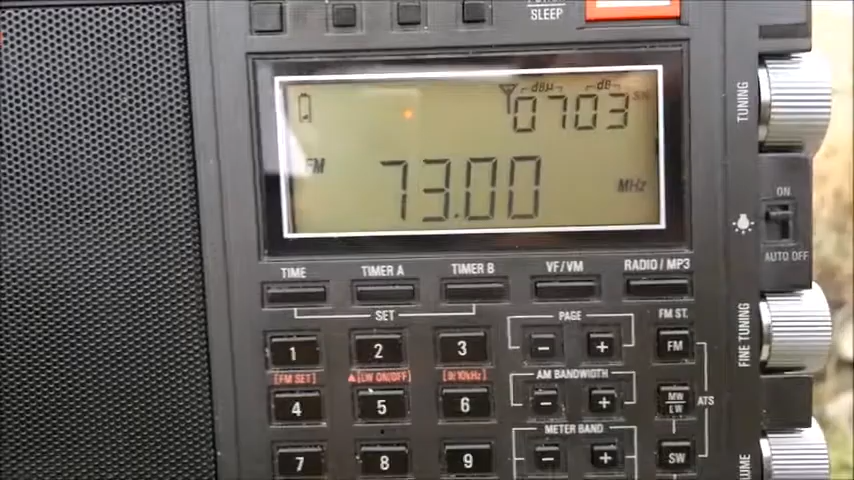 SLEEP
dBµ dB
0703 SN
FM 73.00 MHz
TUNING
ON
AUTO OFF
TIME TIMER A TIMER B VF/VM RADIO / MP3
SET PAGE FM ST.
1 2 3 - + FM
FINE TUNING
[FM SET] [LW ON/OFF] [9/10kHz] AM BANDWIDTH
4 5 6 - + MW LW ATS
METER BAND
7 8 9 - + SW